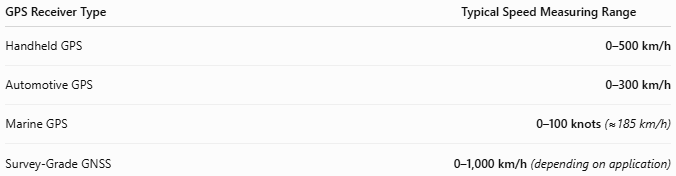 GPS Receiver Type Typical Speed Measuring Range
Handheld GPS 0–500 km/h
Automotive GPS 0–300 km/h
Marine GPS 0–100 knots (≈185 km/h)
Survey-Grade GNSS 0–1,000 km/h (depending on application)